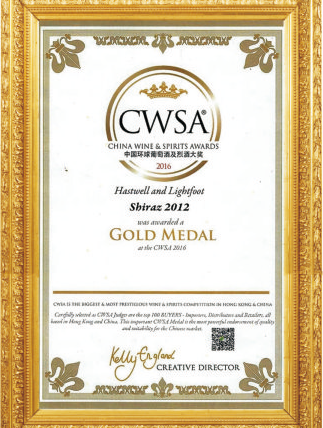 CWSA®
CHINA WINE & SPIRITS AWARDS
中国环球葡萄酒及烈酒大奖
2016
Hastwell and Lightfoot
Shiraz 2012
was awarded a
GOLD MEDAL
at the CWSA 2016
CWSA IS THE BIGGEST & MOST PRESTIGIOUS WINE & SPIRITS COMPETITION IN HONG KONG & CHINA
Carefully selected as CWSA Judges are the top 100 BUYERS - Importers, Distributors and Retailers, all
based in Hong Kong and China. This important CWSA Medal is the most powerful endorsement of quality
and suitability for the Chinese market.
Kelly England
CREATIVE DIRECTOR